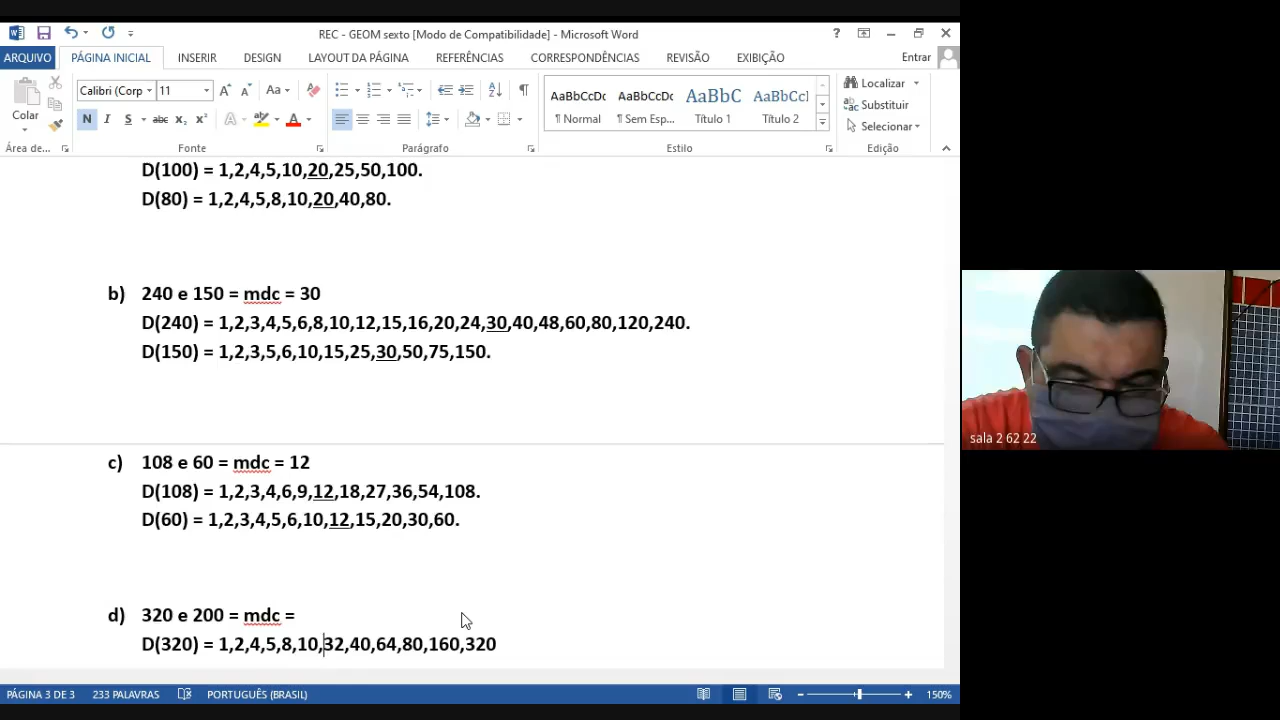 REC - GEOM sexto [Modo de Compatibilidade] - Microsoft Word
ARQUIVO PÁGINA INICIAL INSERIR DESIGN LAYOUT DA PÁGINA REFERÊNCIAS CORRESPONDÊNCIAS REVISÃO EXIBIÇÃO Entrar
Colar
Calibri (Corp 11
Aa
N I S abc x₂ x² A A
AaBbCcDc AaBbCcDc AaBbC AaBbCcl
¶ Normal ¶ Sem Esp... Título 1 Título 2
Localizar
Substituir
Selecionar
Área de... Fonte Parágrafo Estilo Edição
D(100) = 1,2,4,5,10,20,25,50,100.
D(80) = 1,2,4,5,8,10,20,40,80.
b) 240 e 150 = mdc = 30
D(240) = 1,2,3,4,5,6,8,10,12,15,16,20,24,30,40,48,60,80,120,240.
D(150) = 1,2,3,5,6,10,15,25,30,50,75,150.
c) 108 e 60 = mdc = 12
D(108) = 1,2,3,4,6,9,12,18,27,36,54,108.
D(60) = 1,2,3,4,5,6,10,12,15,20,30,60.
d) 320 e 200 = mdc =
D(320) = 1,2,4,5,8,10,32,40,64,80,160,320
sala 2 62 22
PÁGINA 3 DE 3 233 PALAVRAS PORTUGUÊS (BRASIL) 150%